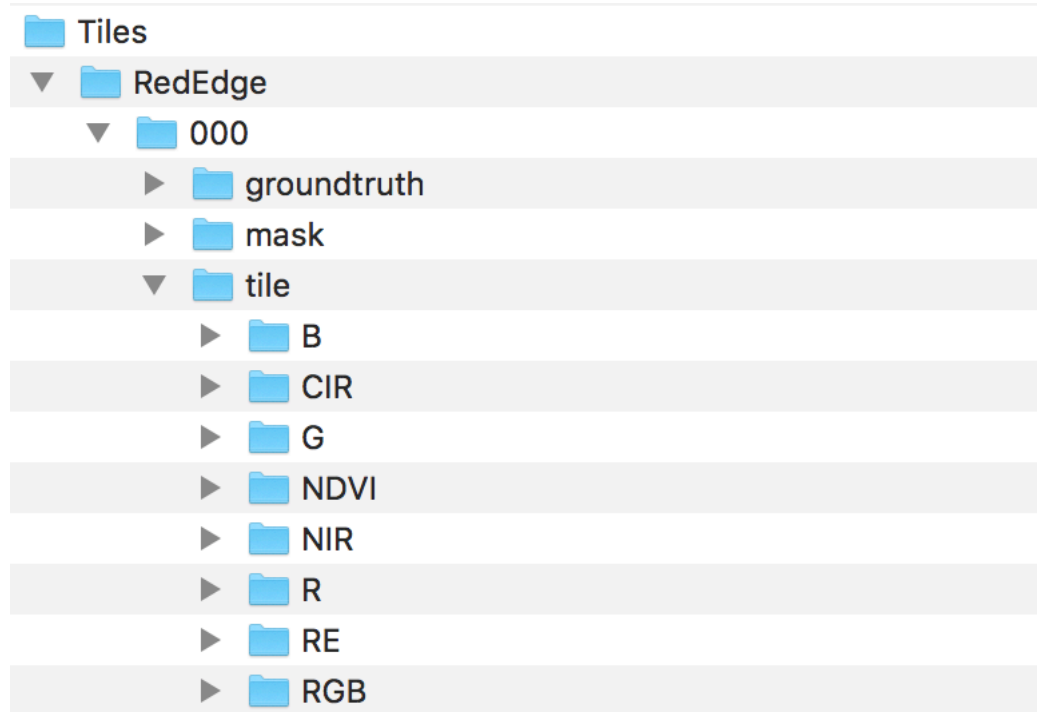 Tiles
RedEdge
000
groundtruth
mask
tile
B
CIR
G
NDVI
NIR
R
RE
RGB